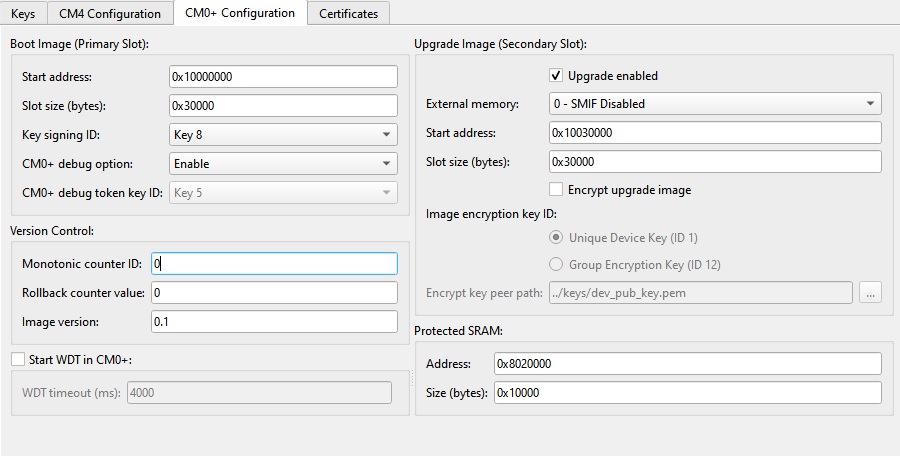 Keys CM4 Configuration CM0+ Configuration Certificates
Boot Image (Primary Slot):
Start address: 0x10000000
Slot size (bytes): 0x30000
Key signing ID: Key 8
CM0+ debug option: Enable
CM0+ debug token key ID: Key 5
Version Control:
Monotonic counter ID: 0
Rollback counter value: 0
Image version: 0.1
Start WDT in CM0+:
WDT timeout (ms): 4000
Upgrade Image (Secondary Slot):
Upgrade enabled
External memory: 0 - SMIF Disabled
Start address: 0x10030000
Slot size (bytes): 0x30000
Encrypt upgrade image
Image encryption key ID:
Unique Device Key (ID 1)
Group Encryption Key (ID 12)
Encrypt key peer path: ../keys/dev_pub_key.pem ...
Protected SRAM:
Address: 0x8020000
Size (bytes): 0x10000